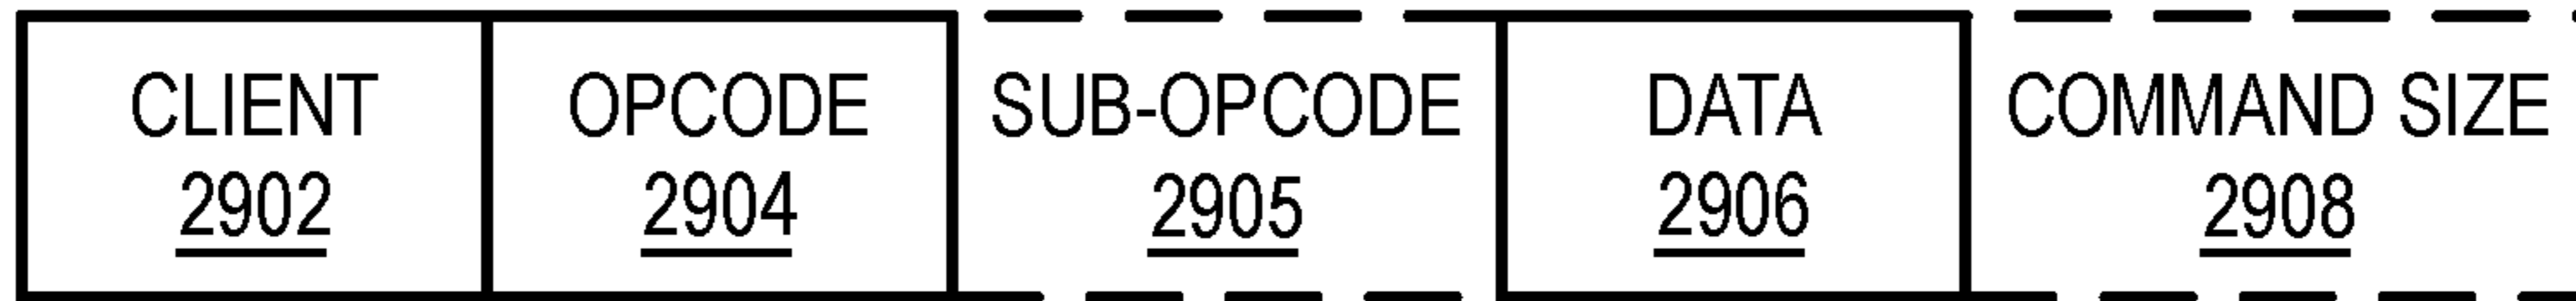 CLIENT OPCODE SUB-OPCODE DATA COMMAND SIZE
2902 2904 2905 2906 2908